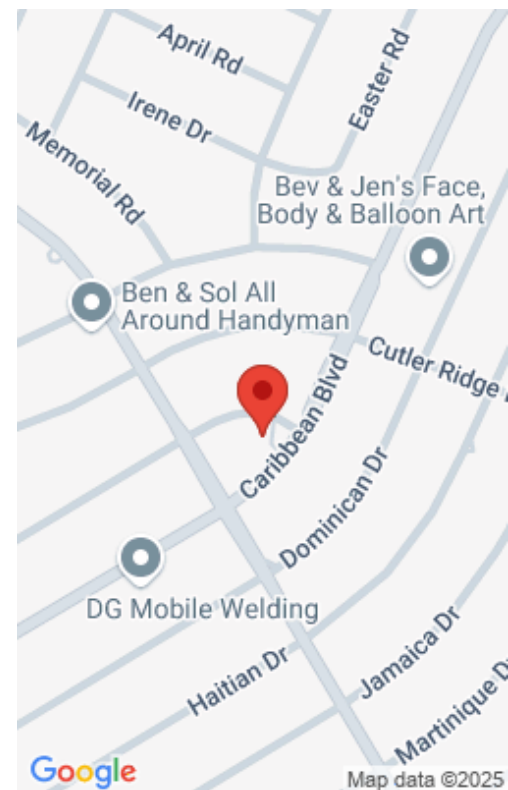 April Rd
Easter Rd
Irene Dr
Memorial Rd
Bev & Jen's Face,
Body & Balloon Art
Ben & Sol All
Around Handyman
Cutler Ridge
Caribbean Blvd
Dominican Dr
DG Mobile Welding
Haitian Dr
Jamaica Dr
Martinique D
Google
Map data ©2025